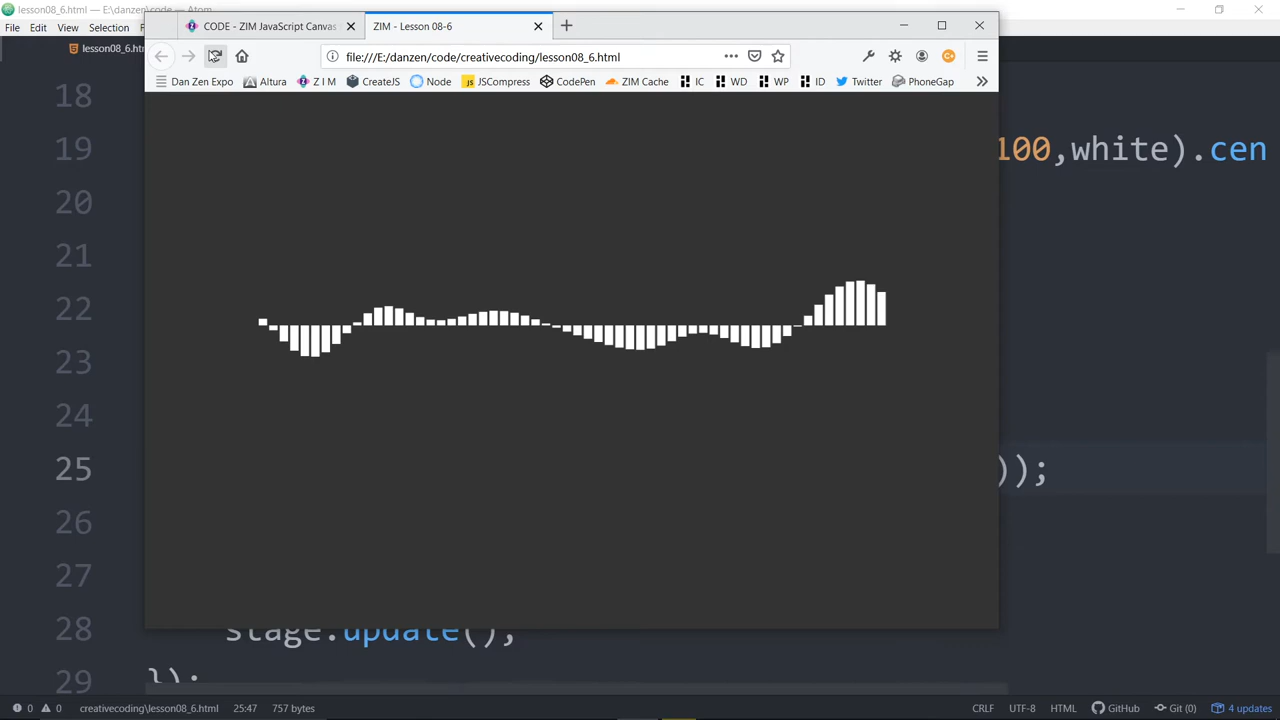 lesson08_6.html — E:\danzen\code — Atom
File Edit View Selection
lesson08_6.ht
CODE - ZIM JavaScript Canvas
ZIM - Lesson 08-6
file:///E:/danzen/code/creativecoding/lesson08_6.html
Dan Zen Expo Altura Z I M CreateJS Node JSCompress CodePen ZIM Cache IC WD WP ID Twitter PhoneGap
18
19 100,white).cen
20
21
22
23
24
25 ));
26
27
28 stage.update();
29 });
0 0 creativecoding\lesson08_6.html 25:47 757 bytes CRLF UTF-8 HTML GitHub Git (0) 4 updates